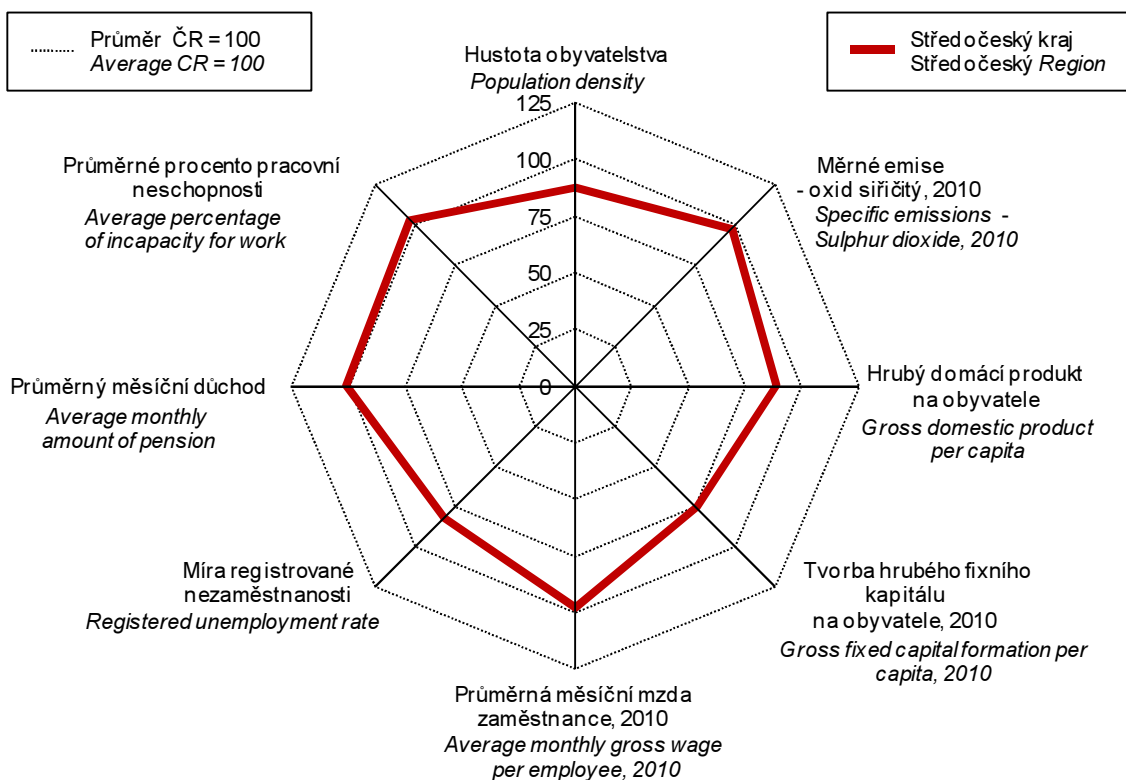 Průměr ČR = 100
Average CR = 100
Středočeský kraj
Středočeský Region
Hustota obyvatelstva
Population density
125
100
75
50
25
0
Měrné emise
- oxid siřičitý, 2010
Specific emissions -
Sulphur dioxide, 2010
Hrubý domácí produkt
na obyvatele
Gross domestic product
per capita
Tvorba hrubého fixního
kapitálu
na obyvatele, 2010
Gross fixed capital formation per
capita, 2010
Průměrná měsíční mzda
zaměstnance, 2010
Average monthly gross wage
per employee, 2010
Míra registrované
nezaměstnanosti
Registered unemployment rate
Průměrný měsíční důchod
Average monthly
amount of pension
Průměrné procento pracovní
neschopnosti
Average percentage
of incapacity for work